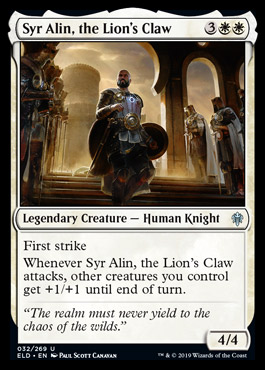 Syr Alin, the Lion's Claw 3
Legendary Creature — Human Knight
First strike
Whenever Syr Alin, the Lion's Claw
attacks, other creatures you control
get +1/+1 until end of turn.
"The realm must never yield to the
chaos of the wilds."
4/4
032/269 U
ELD • EN Paul Scott Canavan ™ & © 2019 Wizards of the Coast